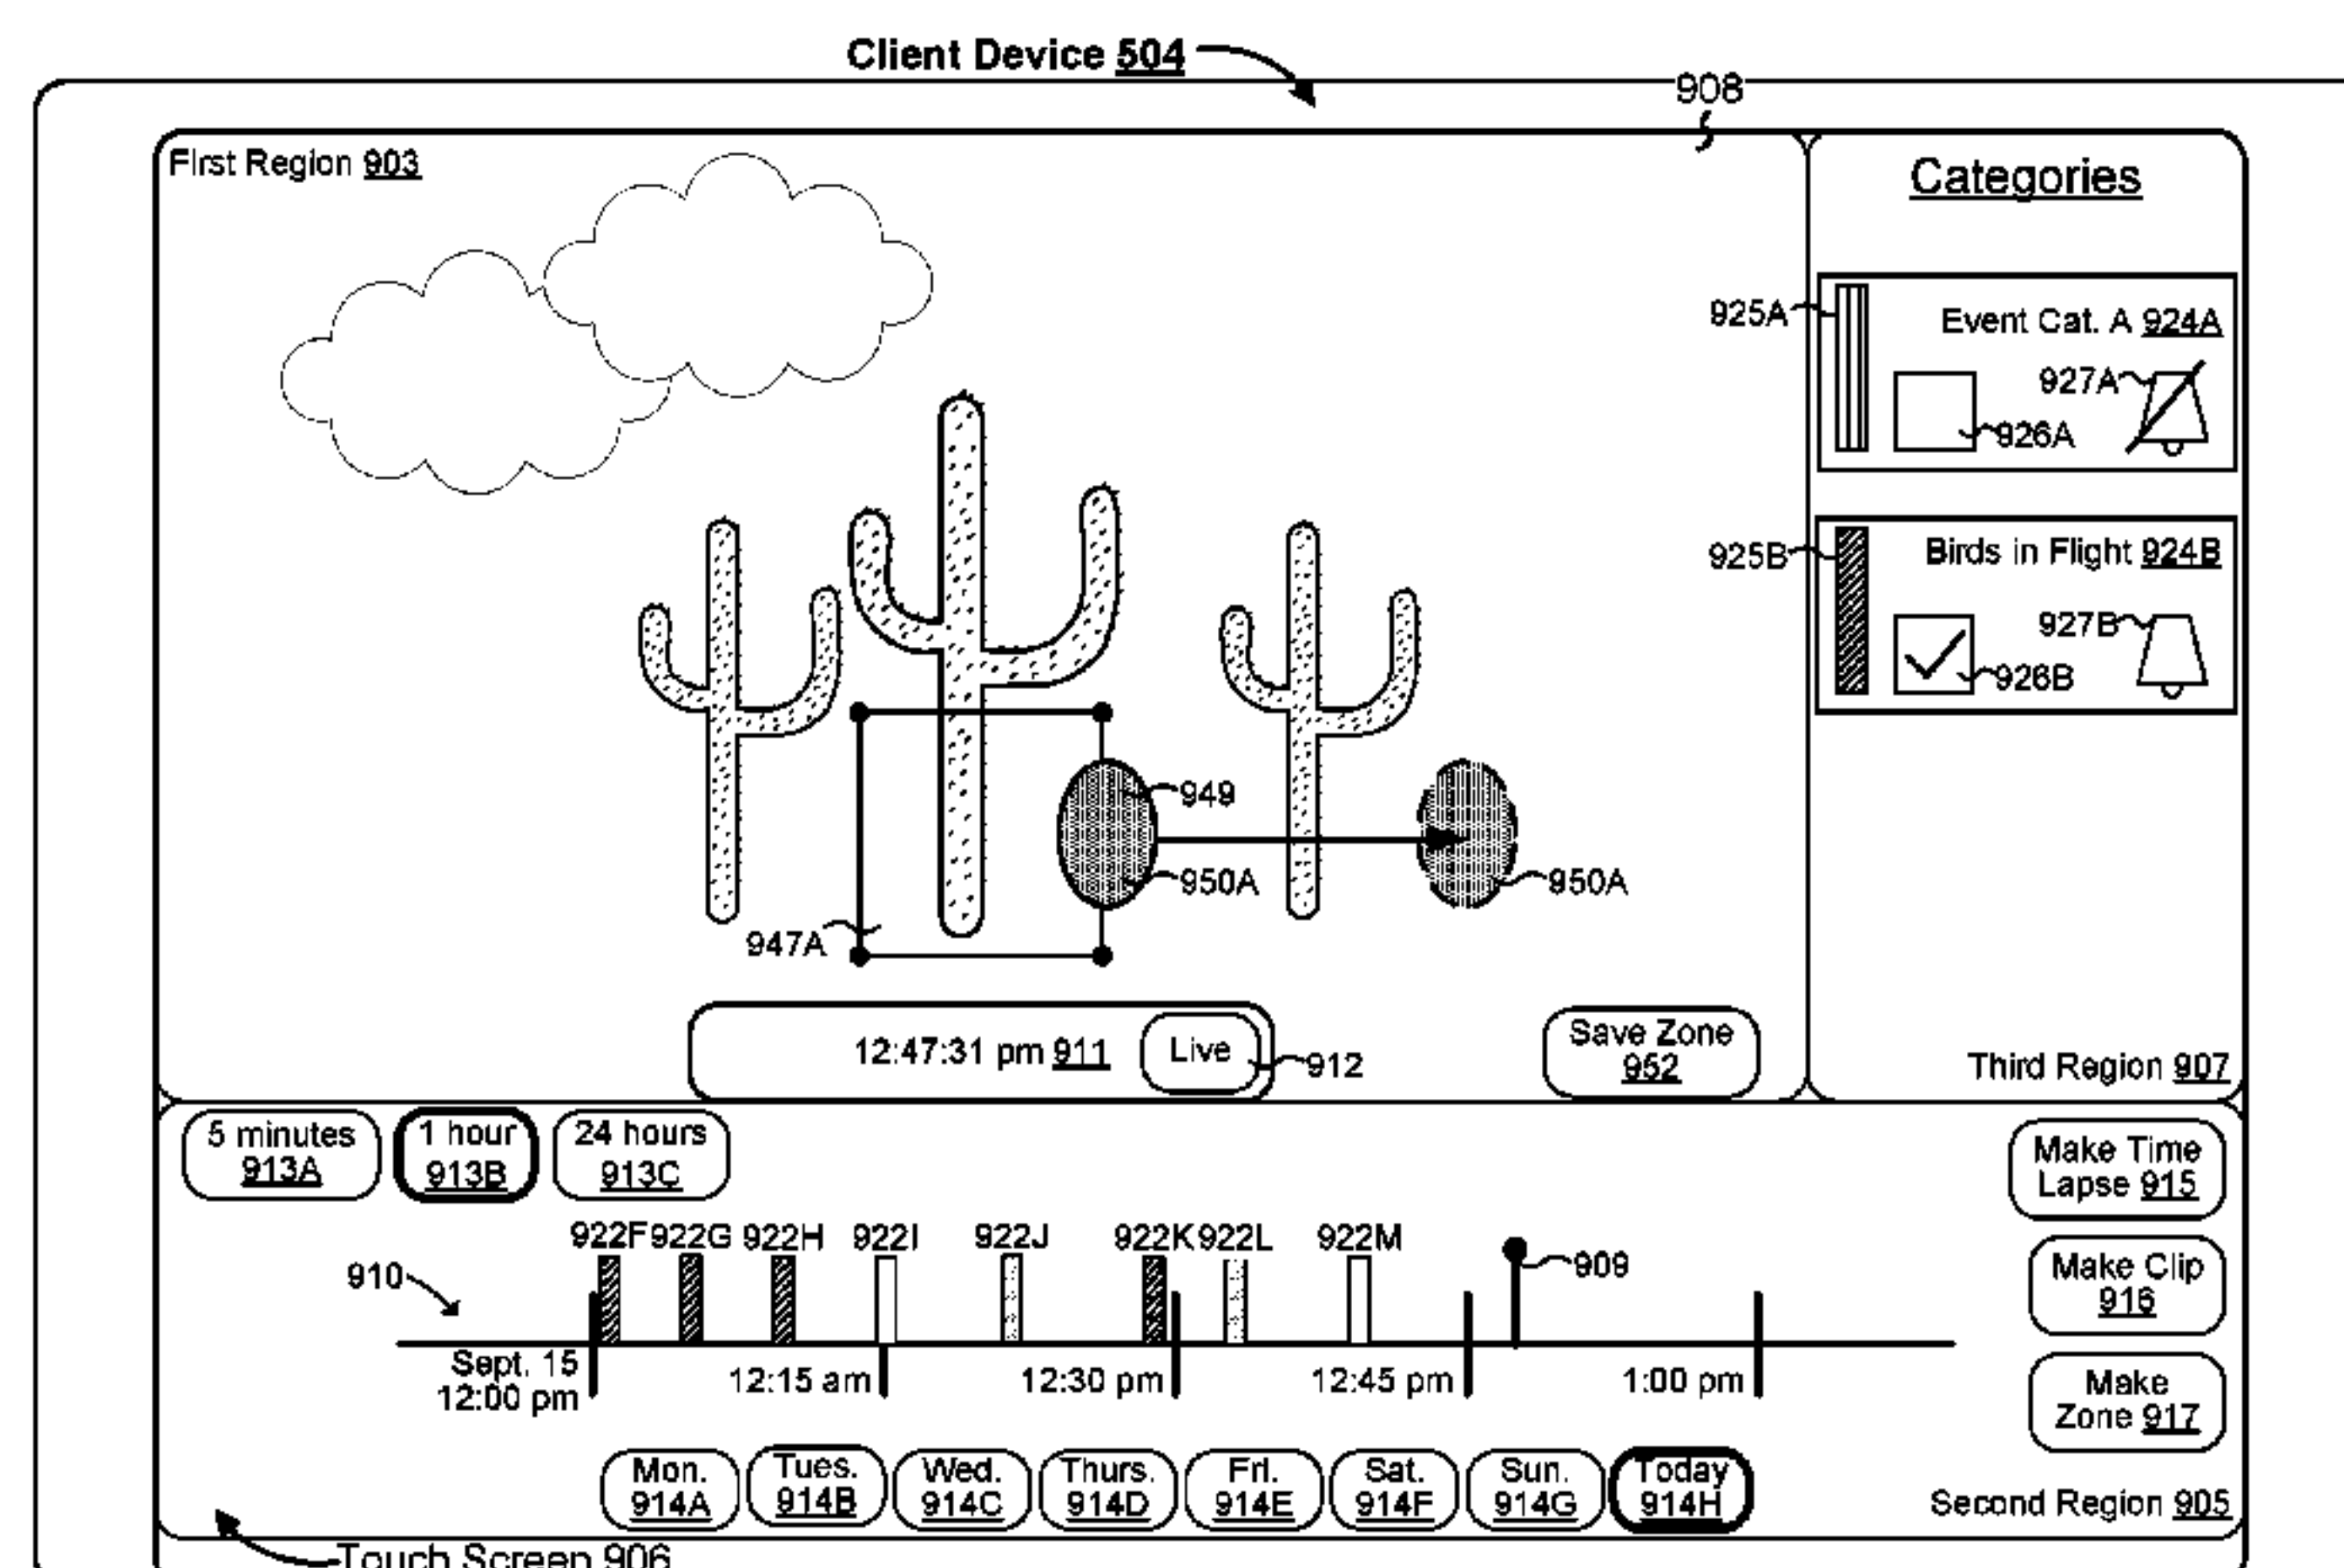 Client Device 504
908
First Region 903
Categories
925A
Event Cat. A 924A
927A
926A
925B
Birds in Flight 924B
927B
926B
949
950A
950A
947A
12:47:31 pm 911
Live
912
Save Zone
952
Third Region 907
5 minutes
913A
1 hour
913B
24 hours
913C
Make Time
Lapse 915
922F
922G
922H
922I
922J
922K
922L
922M
910
909
Make Clip
916
Sept. 15
12:00 pm
12:15 am
12:30 pm
12:45 pm
1:00 pm
Make
Zone 917
Mon.
914A
Tues.
914B
Wed.
914C
Thurs.
914D
Fri.
914E
Sat.
914F
Sun.
914G
Today
914H
Second Region 905
Touch Screen 906